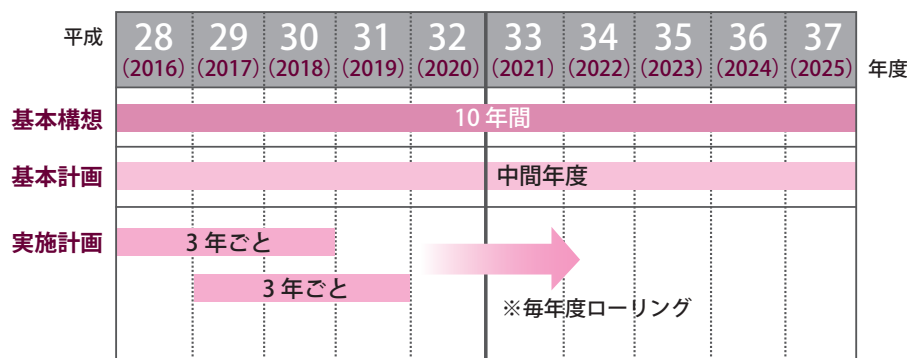 平成 28 29 30 31 32 33 34 35 36 37
(2016) (2017) (2018) (2019) (2020) (2021) (2022) (2023) (2024) (2025) 年度
基本構想 10年間
基本計画 中間年度
実施計画 3年ごと
3年ごと
※毎年度ローリング